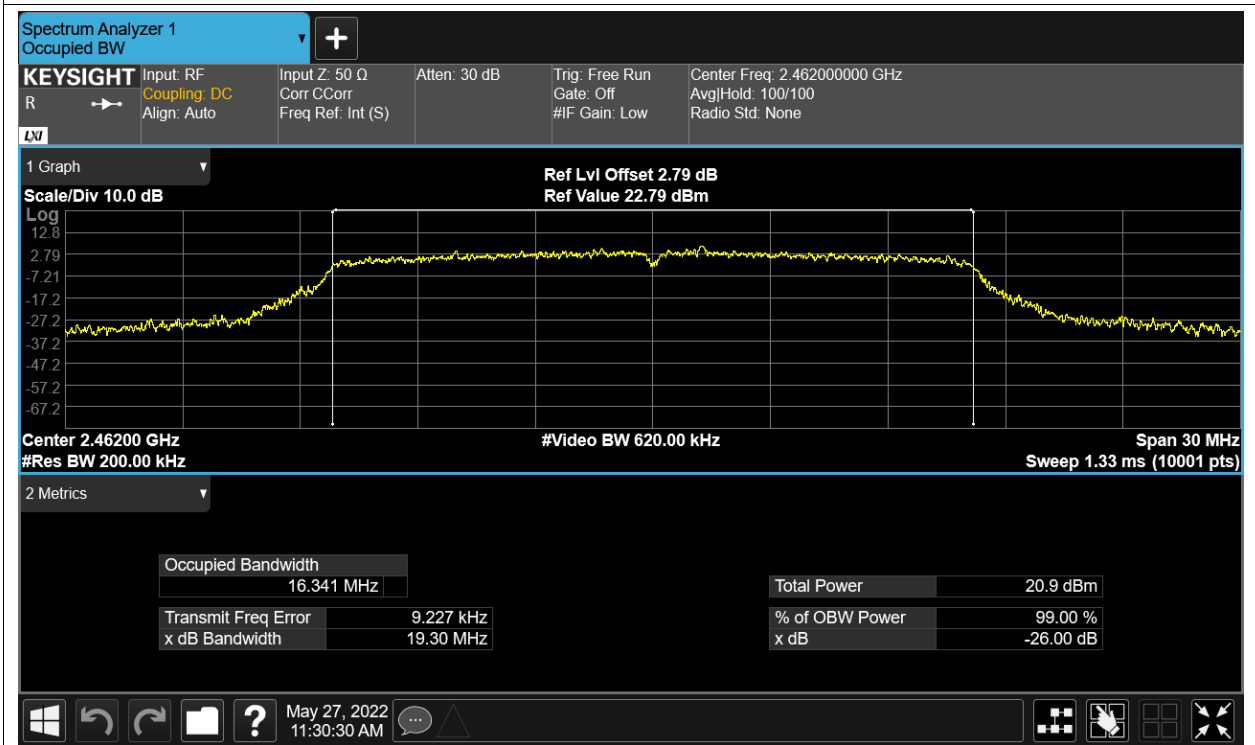 Spectrum Analyzer 1
Occupied BW
KEYSIGHT
R
LXI
Input: RF
Coupling: DC
Align: Auto
Input Z: 50 Ω
Corr CCorr
Freq Ref: Int (S)
Atten: 30 dB
Trig: Free Run
Gate: Off
#IF Gain: Low
Center Freq: 2.462000000 GHz
Avg|Hold: 100/100
Radio Std: None
1 Graph
Scale/Div 10.0 dB
Ref Lvl Offset 2.79 dB
Ref Value 22.79 dBm
Log
12.8
2.79
-7.21
-17.2
-27.2
-37.2
-47.2
-57.2
-67.2
Center 2.46200 GHz
#Video BW 620.00 kHz
Span 30 MHz
#Res BW 200.00 kHz
Sweep 1.33 ms (10001 pts)
2 Metrics
Occupied Bandwidth
16.341 MHz
Total Power 20.9 dBm
Transmit Freq Error 9.227 kHz
% of OBW Power 99.00 %
x dB Bandwidth 19.30 MHz
x dB -26.00 dB
?
May 27, 2022
11:30:30 AM